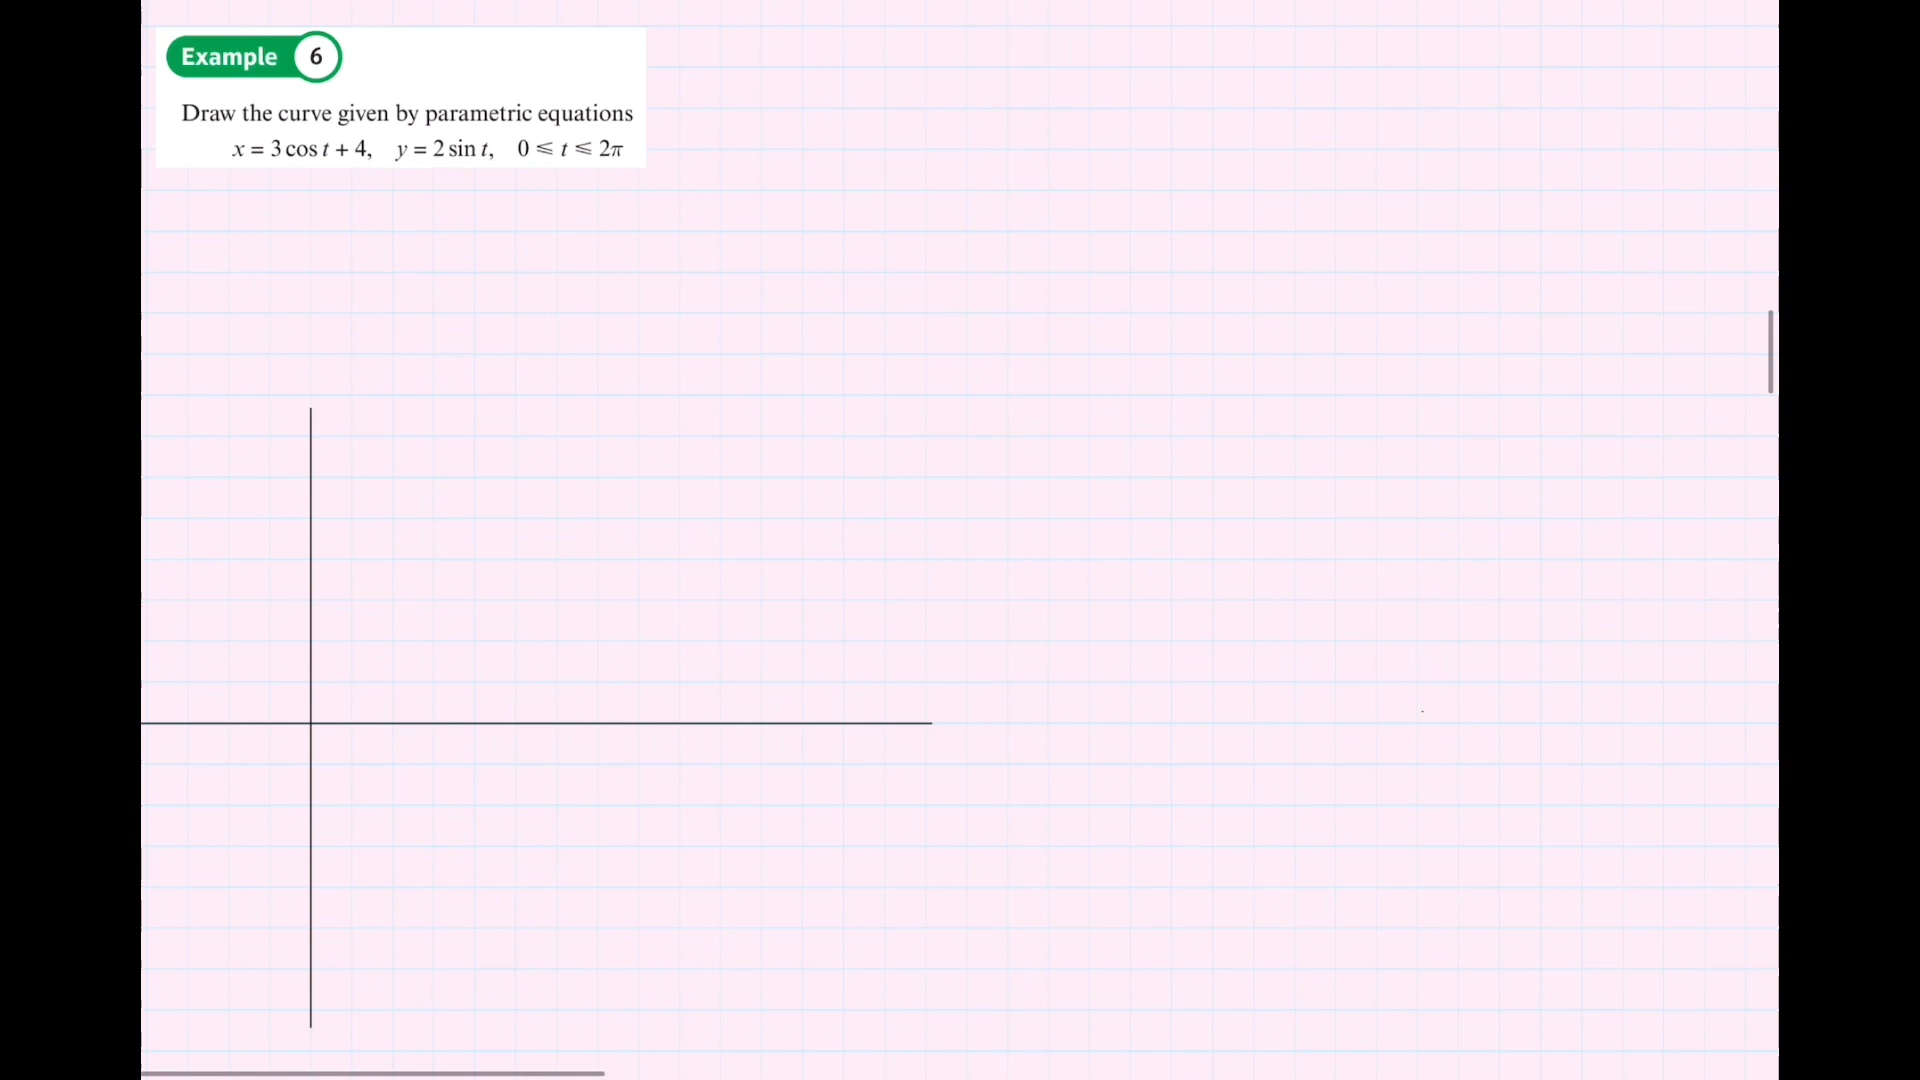 Example 6
Draw the curve given by parametric equations
x = 3 cos t + 4, y = 2 sin t, 0 ⩽ t ⩽ 2π